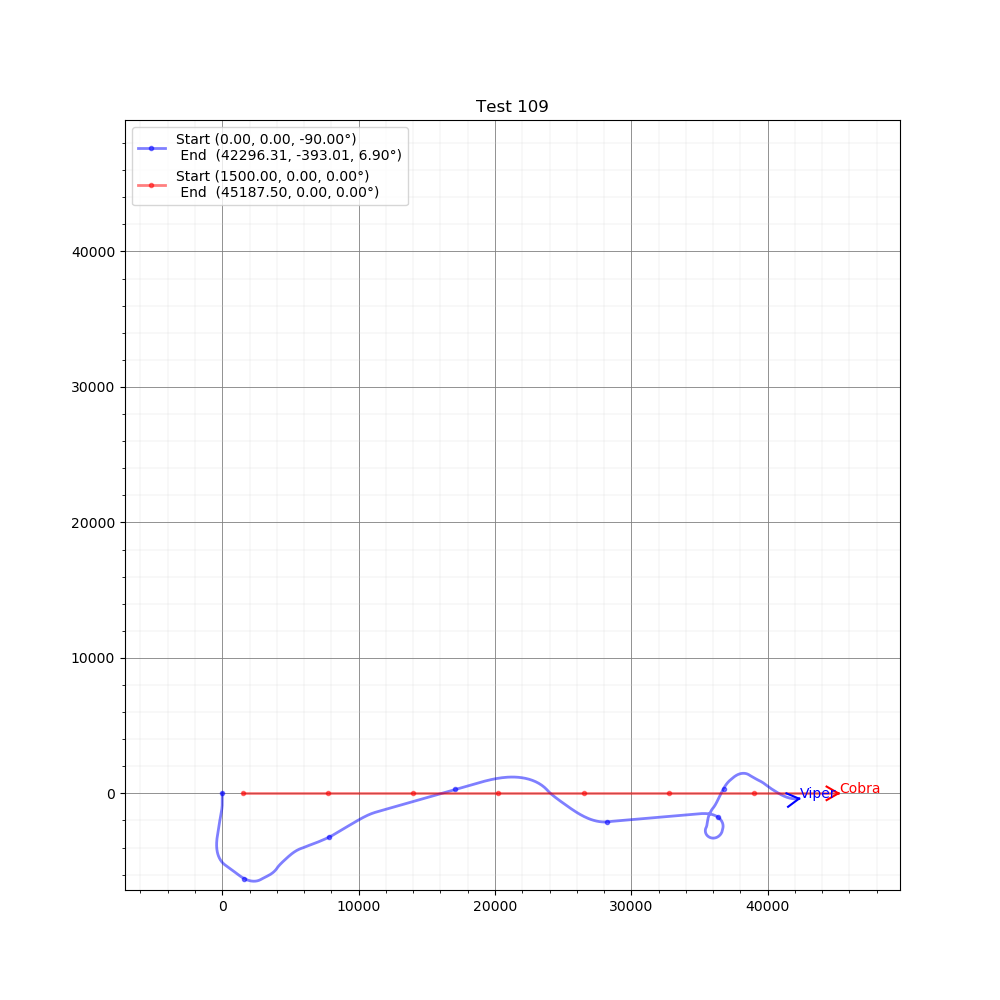 Test 109
Start (0.00, 0.00, -90.00°)
End (42296.31, -393.01, 6.90°)
Start (1500.00, 0.00, 0.00°)
End (45187.50, 0.00, 0.00°)
40000
30000
20000
10000
0
Viper
Cobra
0
10000
20000
30000
40000